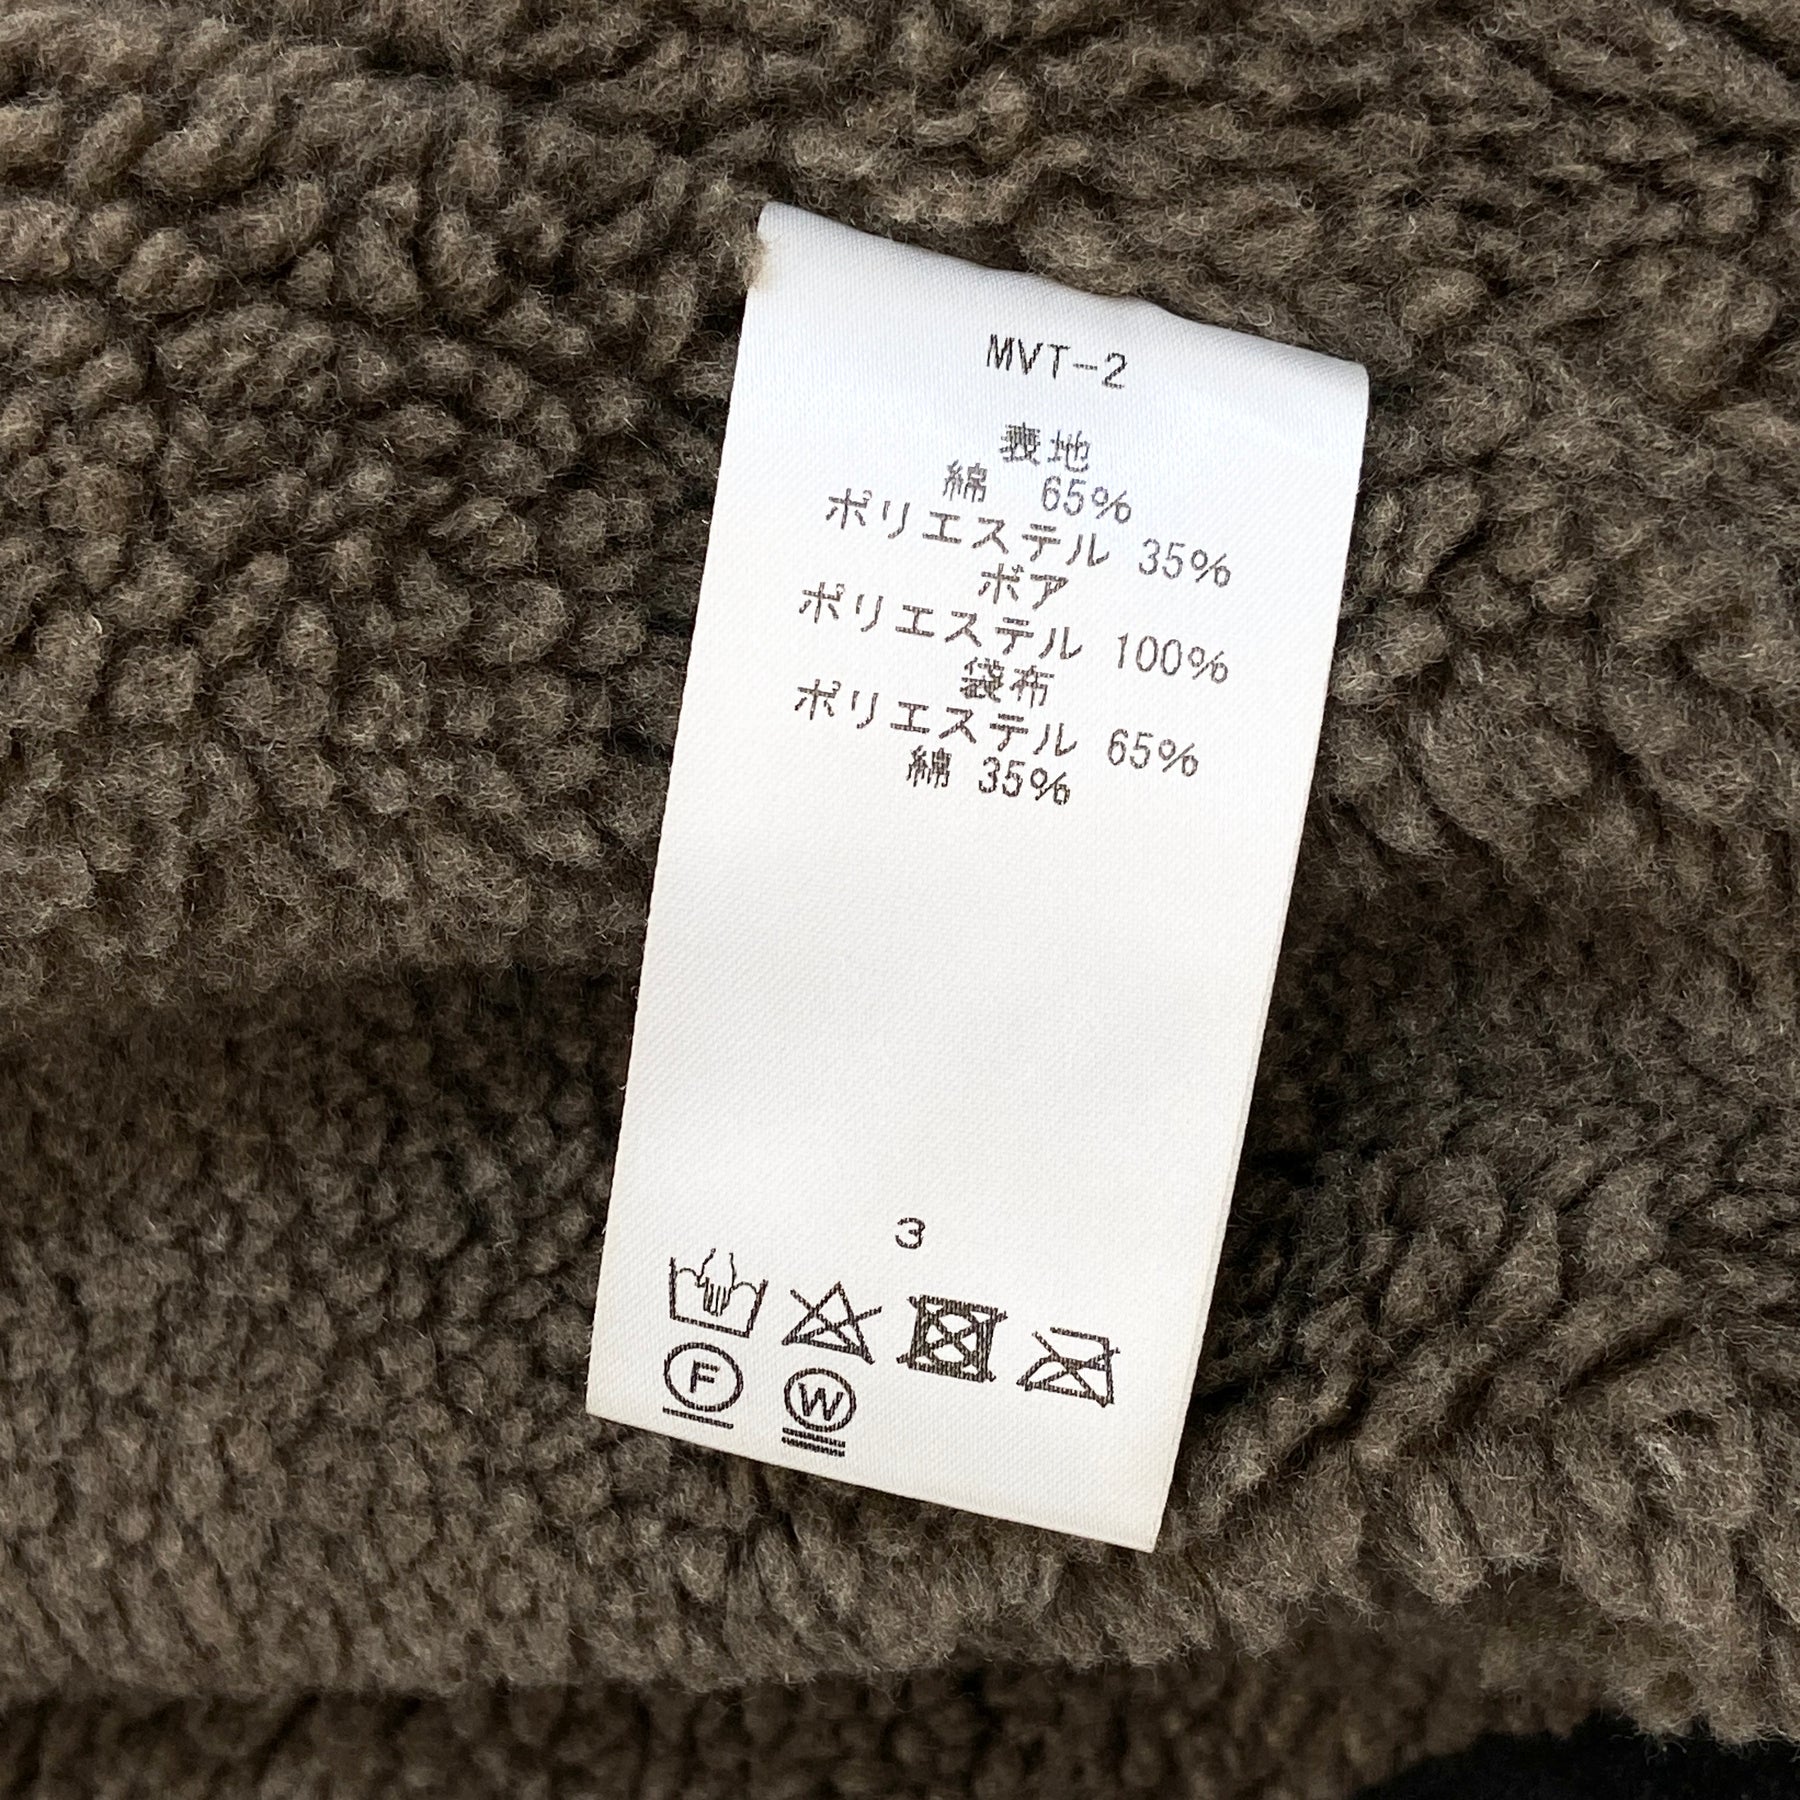 MVT-2
表地
綿 65%
ポリエステル 35%
ボア
ポリエステル 100%
袋布
ポリエステル 65%
綿 35%
3
F W